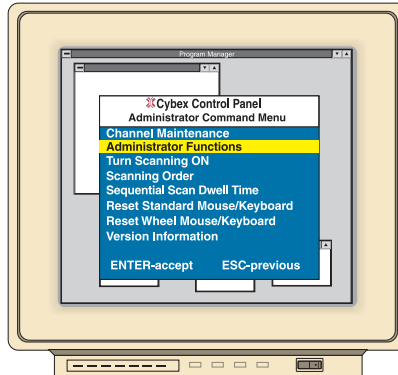 Program Manager
Cybex Control Panel
Administrator Command Menu
Channel Maintenance
Administrator Functions
Turn Scanning ON
Scanning Order
Sequential Scan Dwell Time
Reset Standard Mouse/Keyboard
Reset Wheel Mouse/Keyboard
Version Information
ENTER-accept ESC-previous